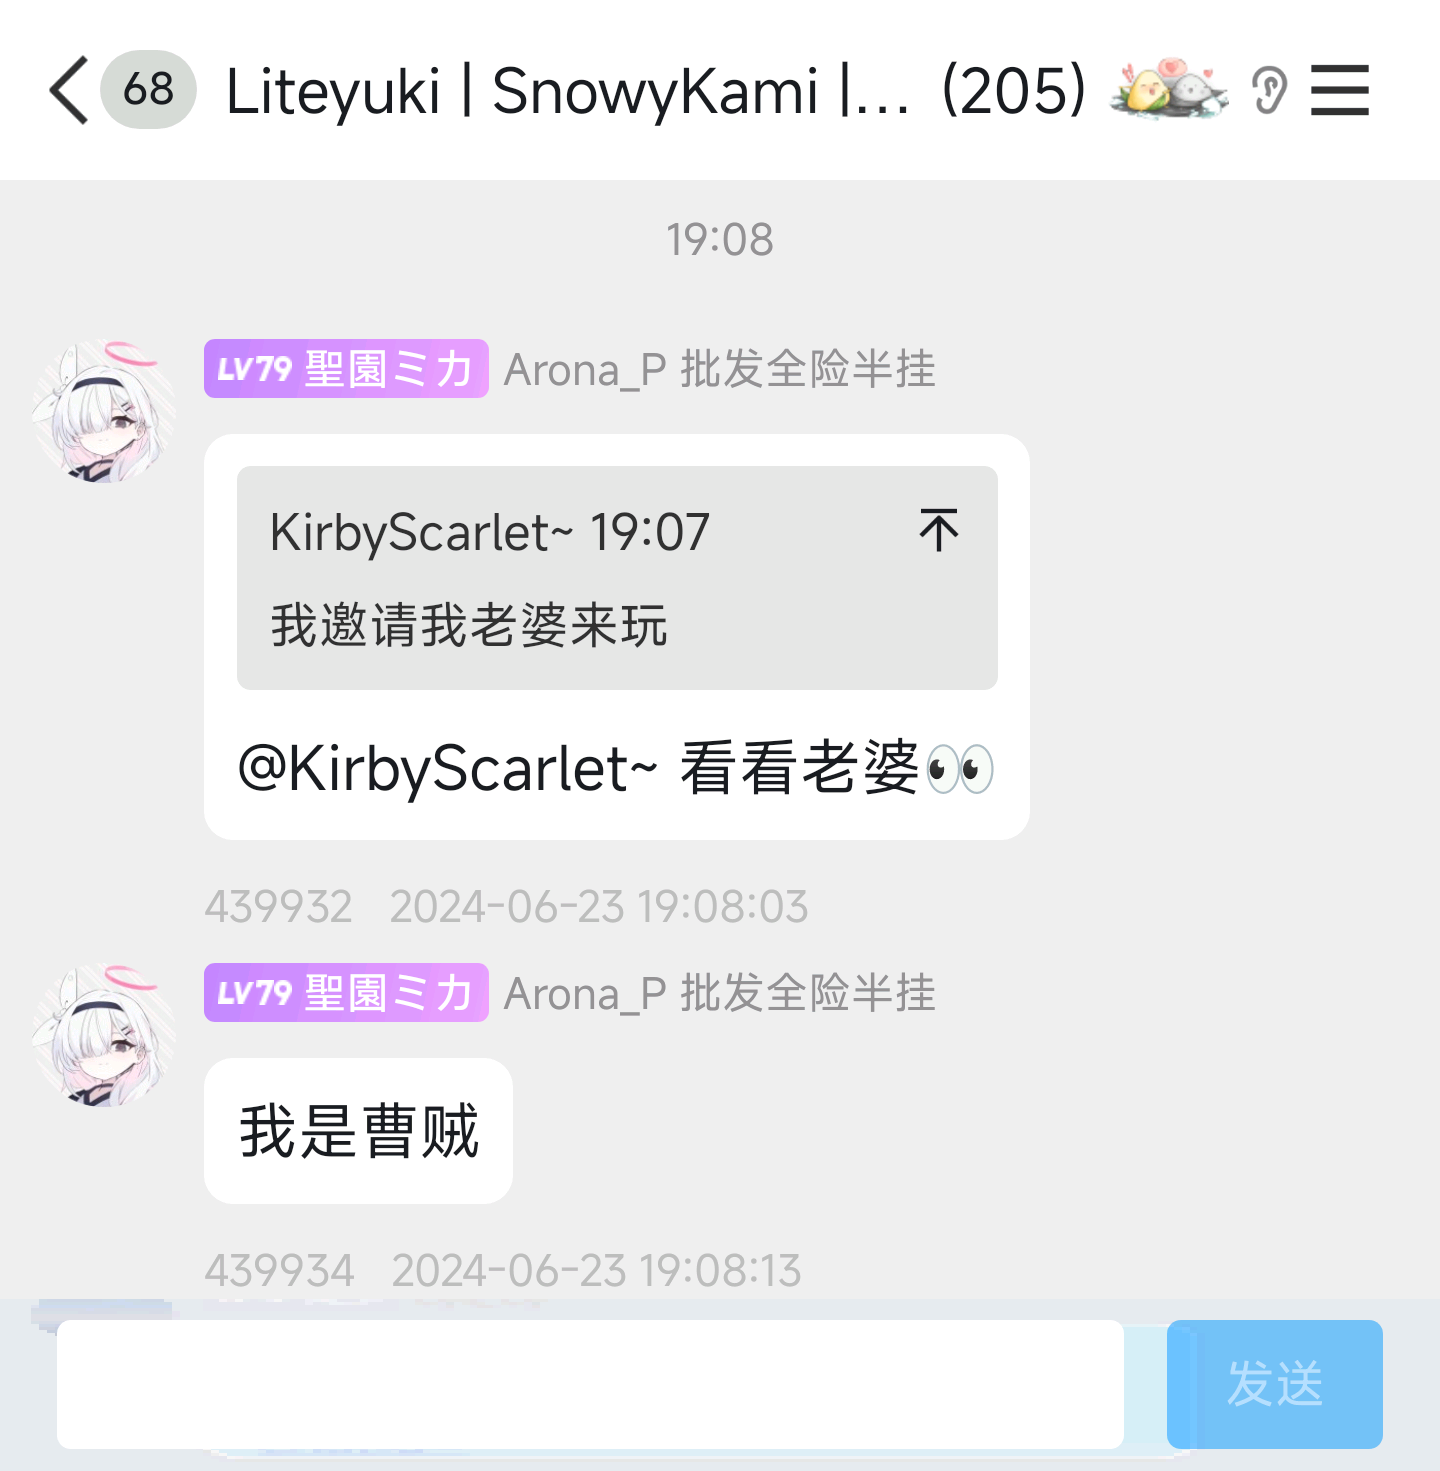 68 Liteyuki | SnowyKami |... (205)
19:08
LV79 聖園ミカ Arona_P 批发全险半挂
KirbyScarlet~ 19:07
我邀请我老婆来玩
@KirbyScarlet~ 看看老婆👀
439932 2024-06-23 19:08:03
LV79 聖園ミカ Arona_P 批发全险半挂
我是曹贼
439934 2024-06-23 19:08:13
发送